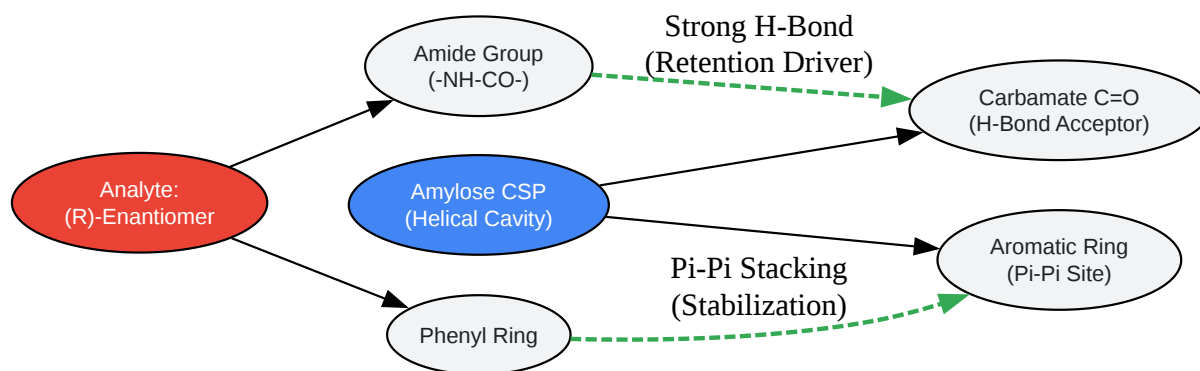 Strong H-Bond
(Retention Driver)
Amide Group
(-NH-CO-)
Carbamate C=O
(H-Bond Acceptor)
Analyte:
(R)-Enantiomer
Amylose CSP
(Helical Cavity)
Pi-Pi Stacking
(Stabilization)
Aromatic Ring
(Pi-Pi Site)
Phenyl Ring